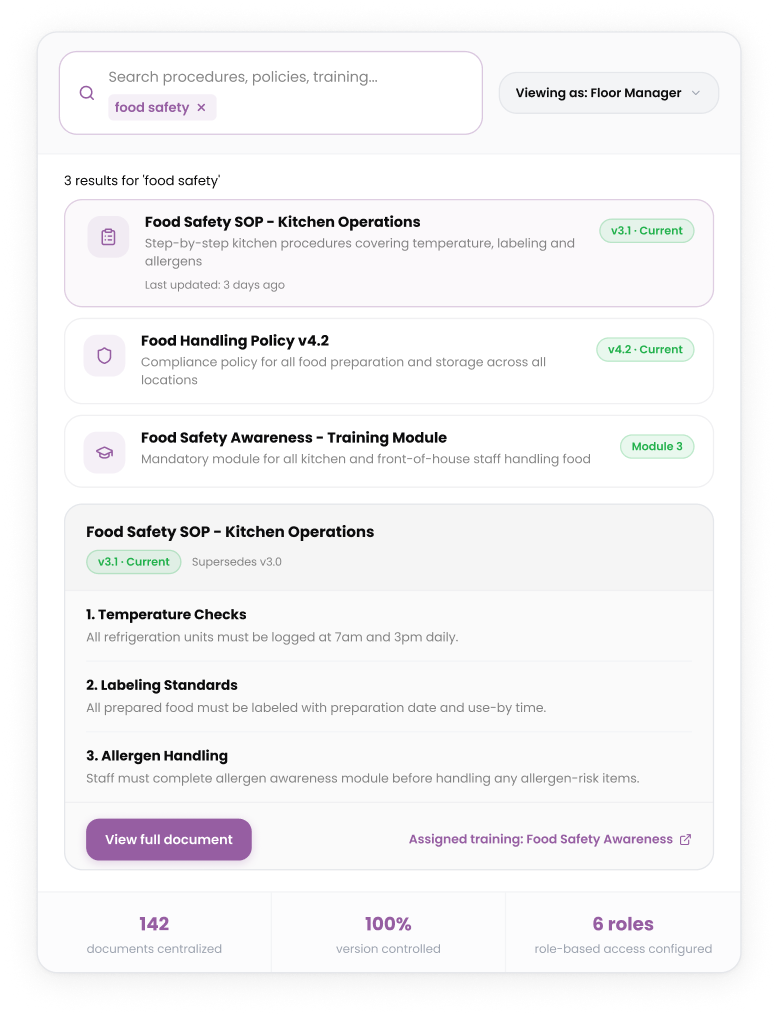 Search procedures, policies, training...
food safety ×
Viewing as: Floor Manager
3 results for 'food safety'
Food Safety SOP - Kitchen Operations
v3.1 · Current
Step-by-step kitchen procedures covering temperature, labeling and
allergens
Last updated: 3 days ago
Food Handling Policy v4.2
v4.2 · Current
Compliance policy for all food preparation and storage across all
locations
Food Safety Awareness - Training Module
Module 3
Mandatory module for all kitchen and front-of-house staff handling food
Food Safety SOP - Kitchen Operations
v3.1 · Current Supersedes v3.0
1. Temperature Checks
All refrigeration units must be logged at 7am and 3pm daily.
2. Labeling Standards
All prepared food must be labeled with preparation date and use-by time.
3. Allergen Handling
Staff must complete allergen awareness module before handling any allergen-risk items.
View full document
Assigned training: Food Safety Awareness
142
documents centralized
100%
version controlled
6 roles
role-based access configured